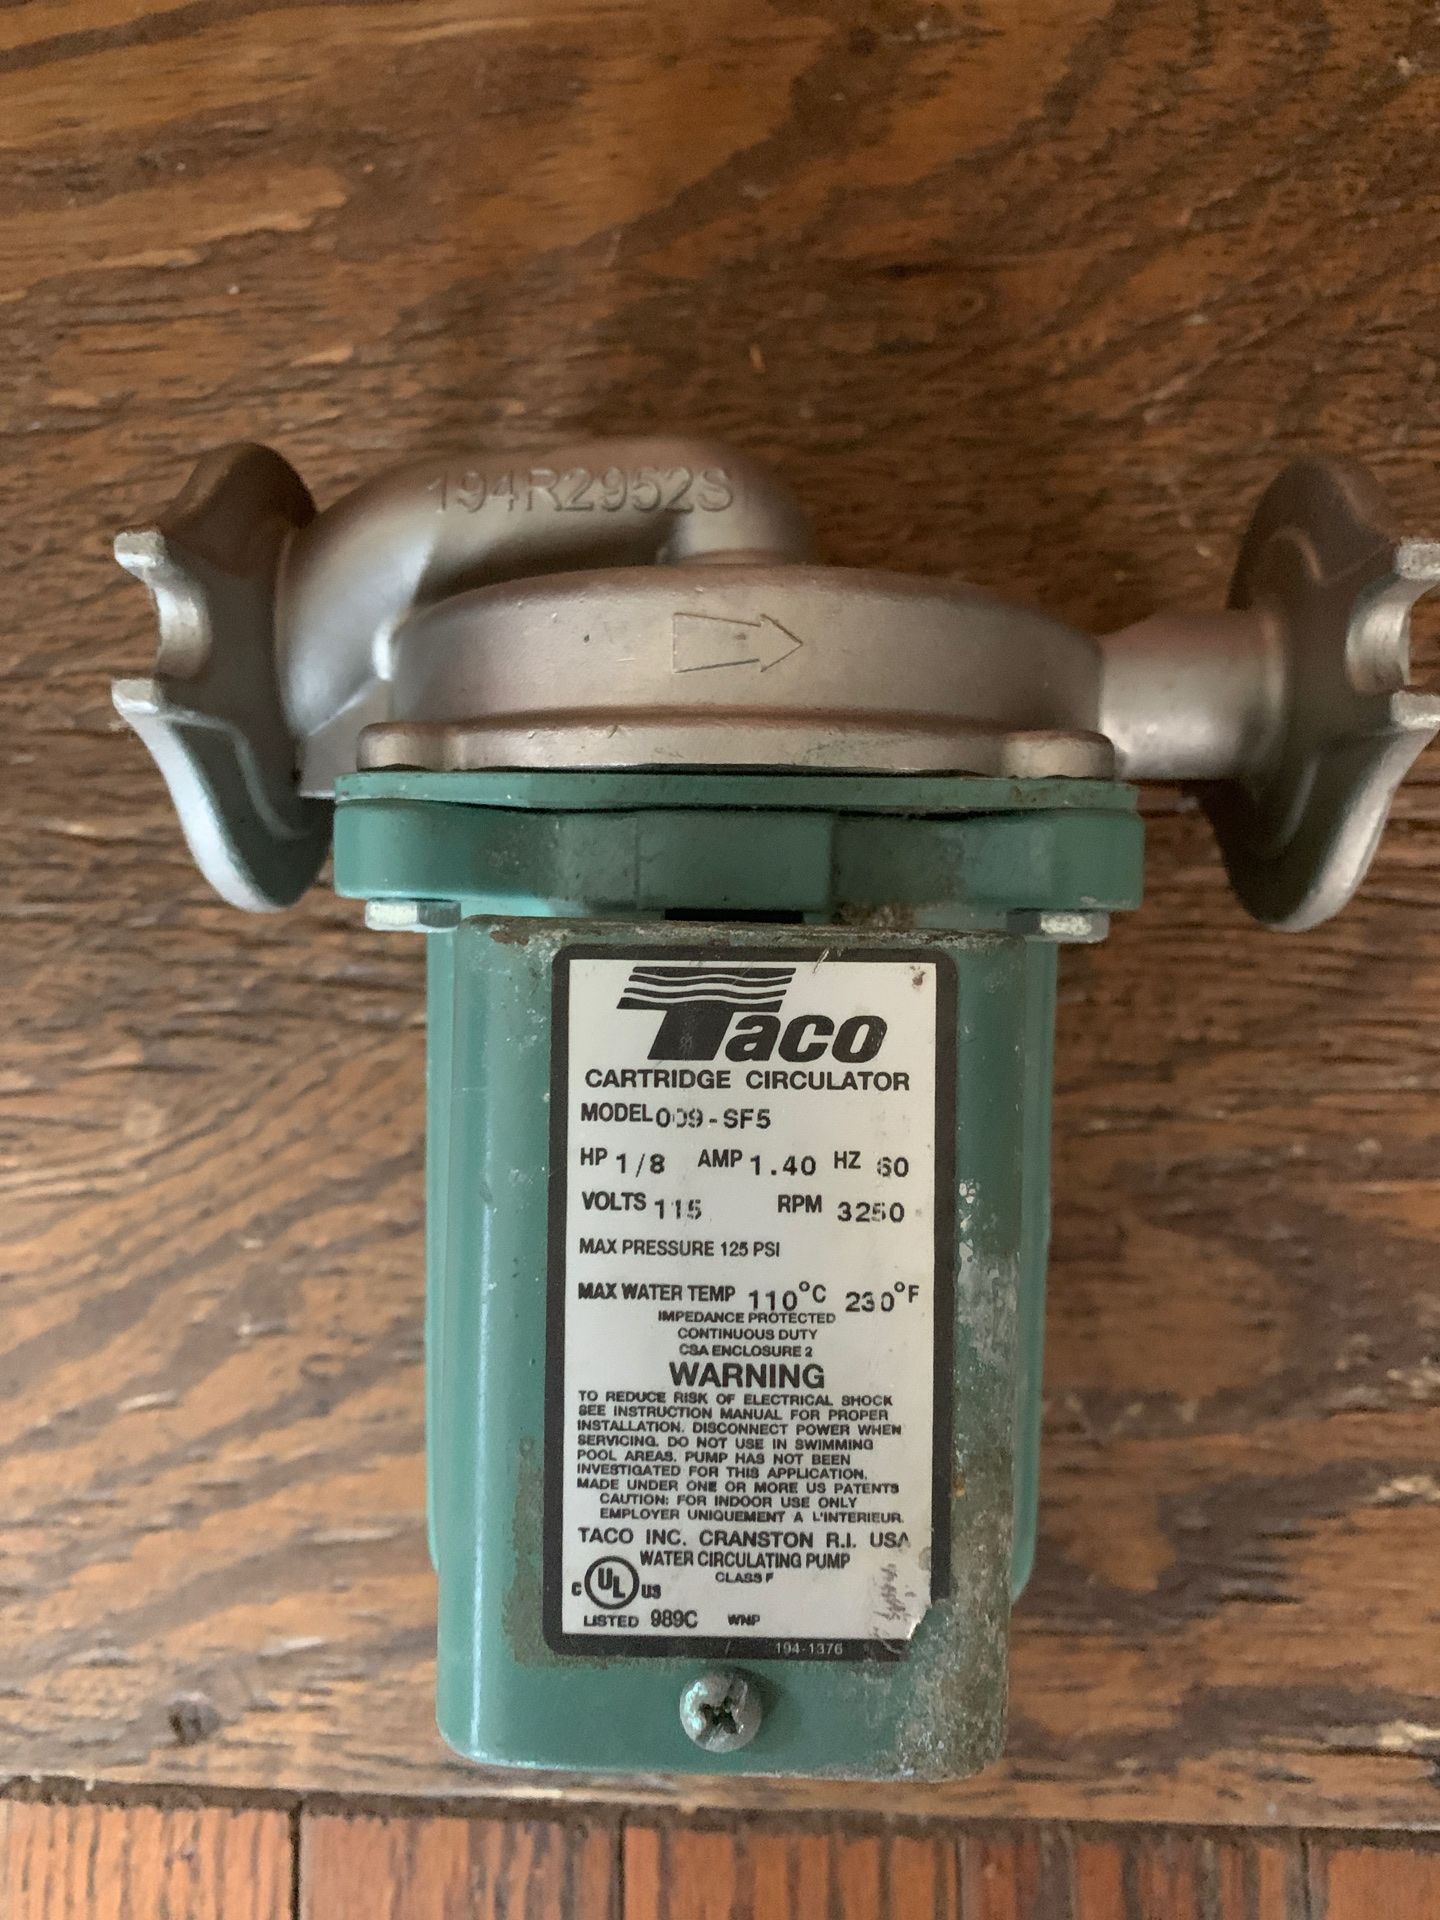 194R2952S
Taco
CARTRIDGE CIRCULATOR
MODEL 009-SF5
HP 1/8 AMP 1.40 HZ 60
VOLTS 115 RPM 3250
MAX PRESSURE 125 PSI
MAX WATER TEMP 110°C 230°F
IMPEDANCE PROTECTED
CONTINUOUS DUTY
CSA ENCLOSURE 2
WARNING
TO REDUCE RISK OF ELECTRICAL SHOCK
SEE INSTRUCTION MANUAL FOR PROPER
INSTALLATION. DISCONNECT POWER WHEN
SERVICING. DO NOT USE IN SWIMMING
POOL AREAS. PUMP HAS NOT BEEN
INVESTIGATED FOR THIS APPLICATION.
MADE UNDER ONE OR MORE US PATENTS
CAUTION: FOR INDOOR USE ONLY
EMPLOYER UNIQUEMENT A L'INTERIEUR.
TACO INC. CRANSTON R.I. USA
WATER CIRCULATING PUMP
CLASS F
C UL US
LISTED 989C WNP
194-1376